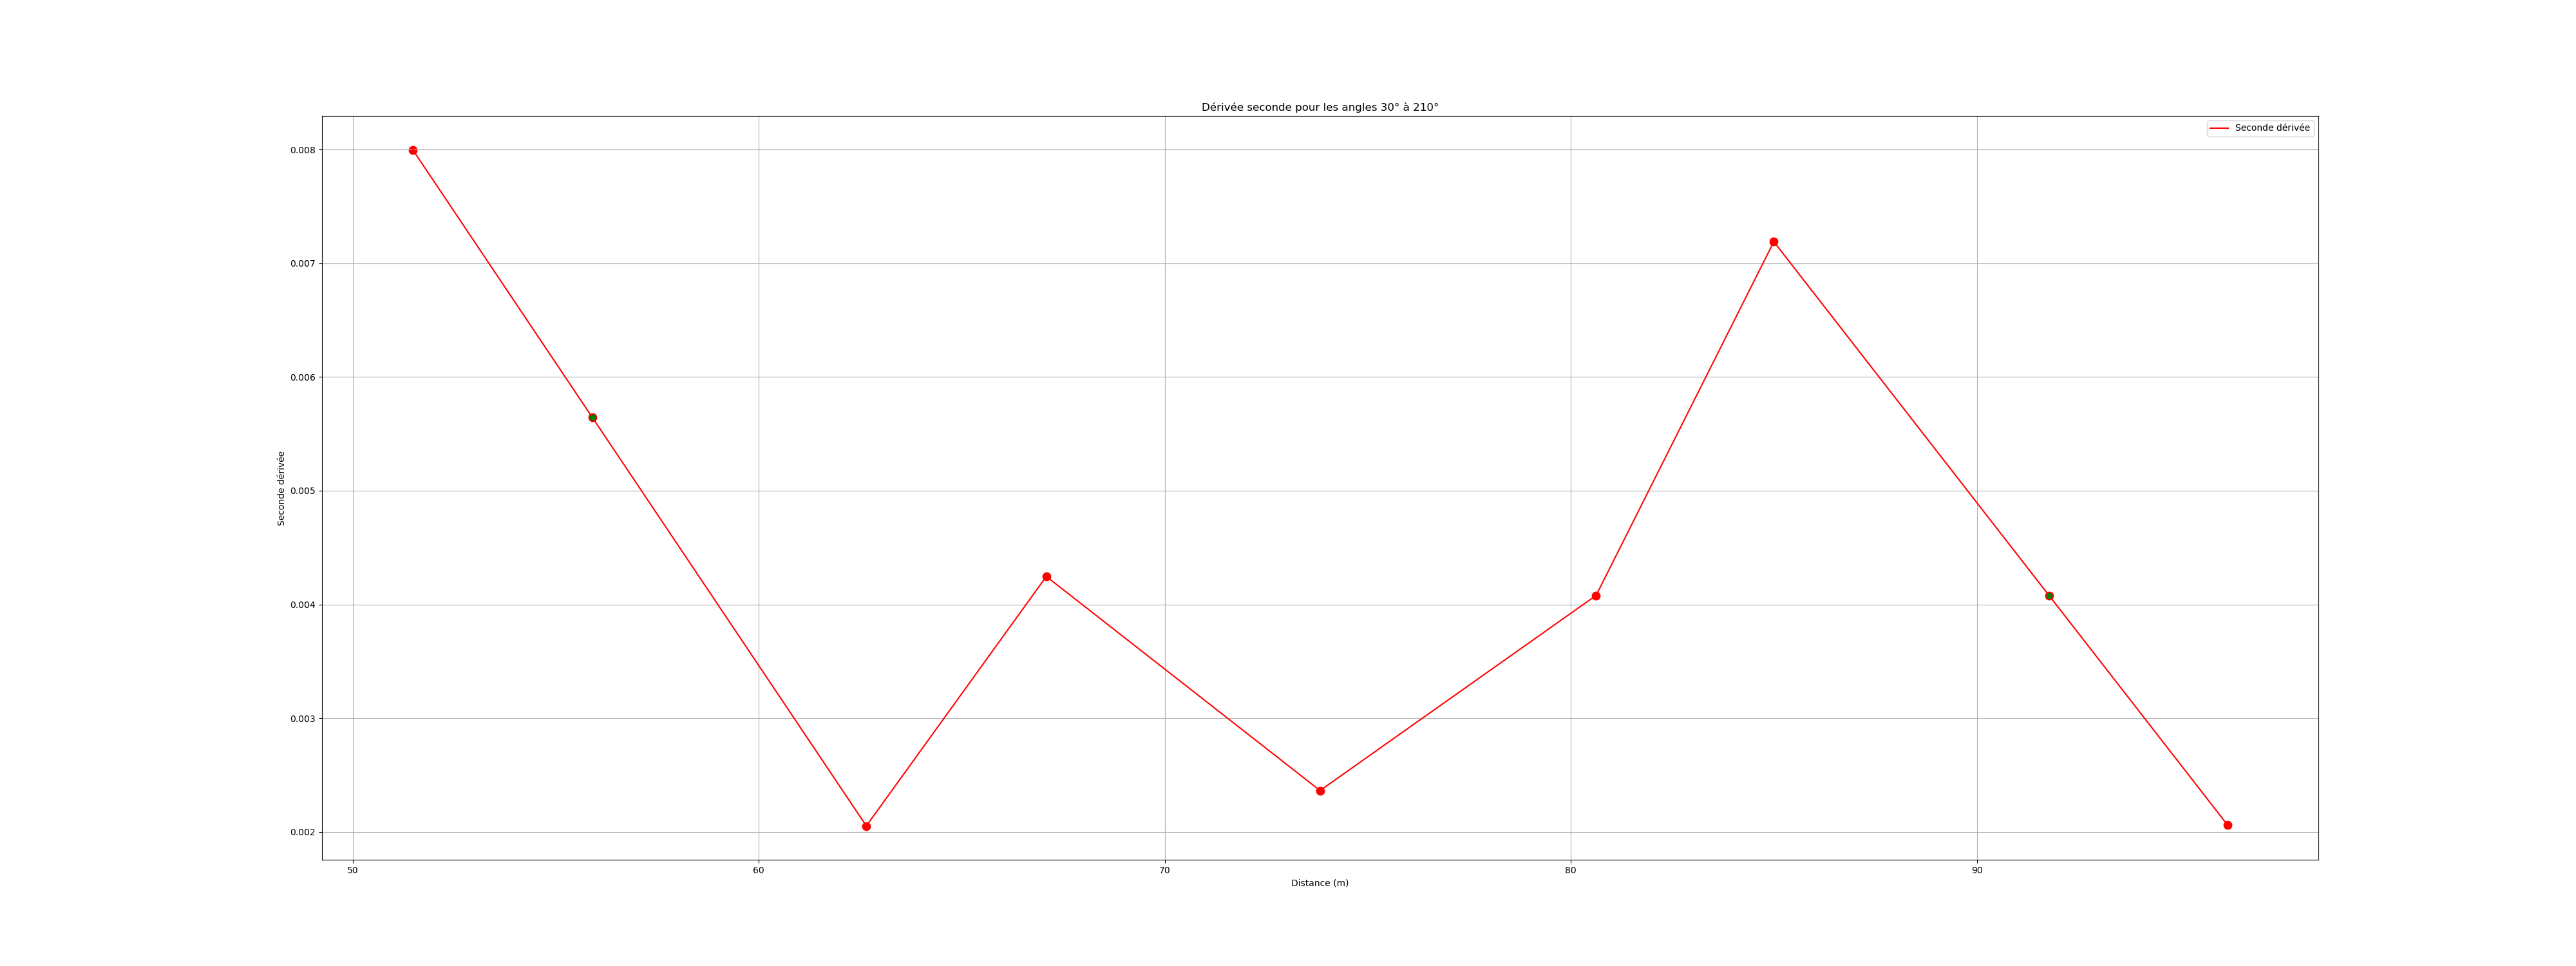 Dérivée seconde pour les angles 30° à 210°
Seconde dérivée
0.008
0.007
0.006
0.005
0.004
0.003
0.002
Seconde dérivée
50 60 70 80 90
Distance (m)